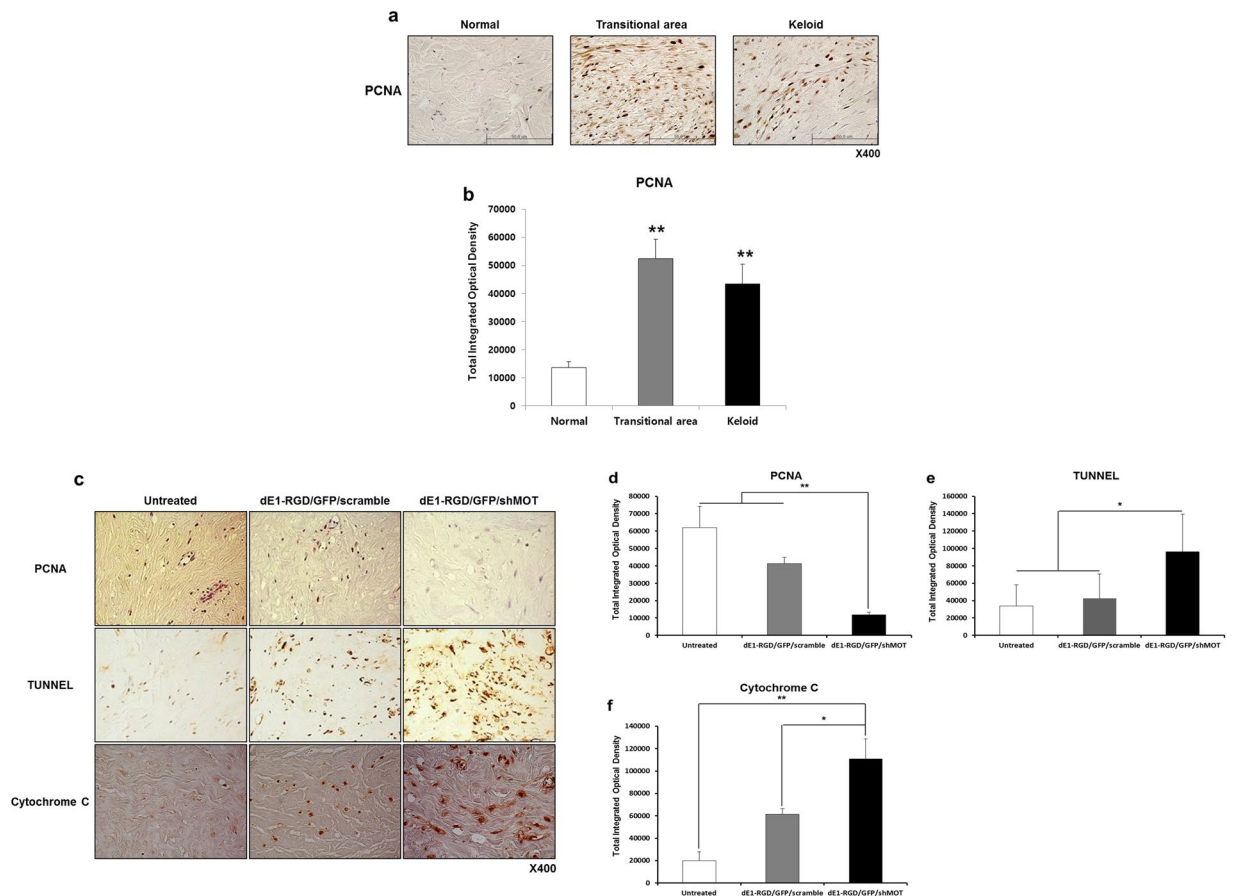 a
Normal Transitional area Keloid
PCNA
X400
b
PCNA
Total Integrated Optical Density
70000
60000
50000
40000
30000
20000
10000
0
Normal Transitional area Keloid
c
Untreated dE1-RGD/GFP/scramble dE1-RGD/GFP/shMOT
PCNA
TUNNEL
Cytochrome C
X400
d
PCNA
**
Total Integrated Optical Density
80000
70000
60000
50000
40000
30000
20000
10000
0
Untreated dE1-RGD/GFP/scramble dE1-RGD/GFP/shMOT
e
TUNNEL
*
Total Integrated Optical Density
160000
140000
120000
100000
80000
60000
40000
20000
0
Untreated dE1-RGD/GFP/scramble dE1-RGD/GFP/shMOT
f
Cytochrome C
**
*
Total Integrated Optical Density
140000
120000
100000
80000
60000
40000
20000
0
Untreated dE1-RGD/GFP/scramble dE1-RGD/GFP/shMOT